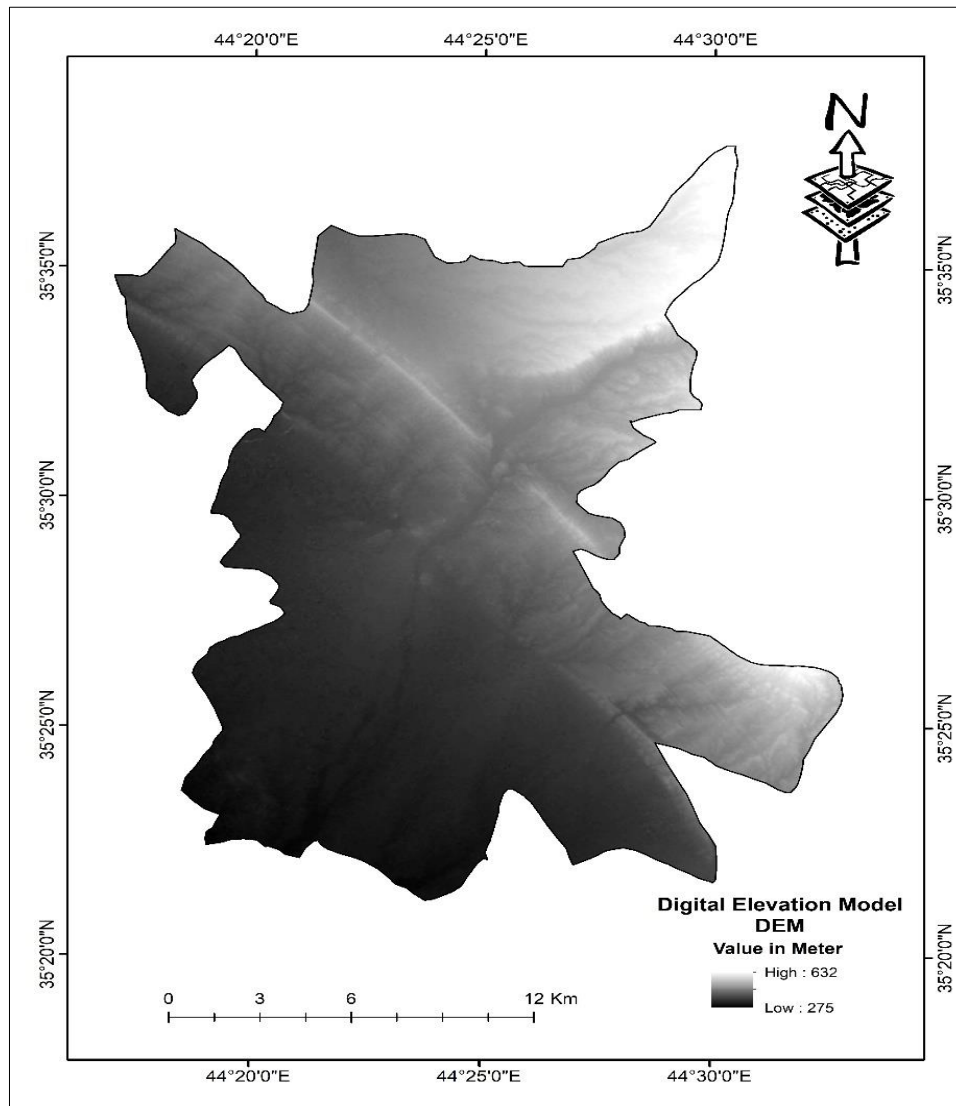 44°20'0"E 44°25'0"E 44°30'0"E
N
35°35'0"N 35°35'0"N
35°30'0"N 35°30'0"N
35°25'0"N 35°25'0"N
35°20'0"N 35°20'0"N
Digital Elevation Model
DEM
Value in Meter
High : 632
Low : 275
0 3 6 12 Km
44°20'0"E 44°25'0"E 44°30'0"E